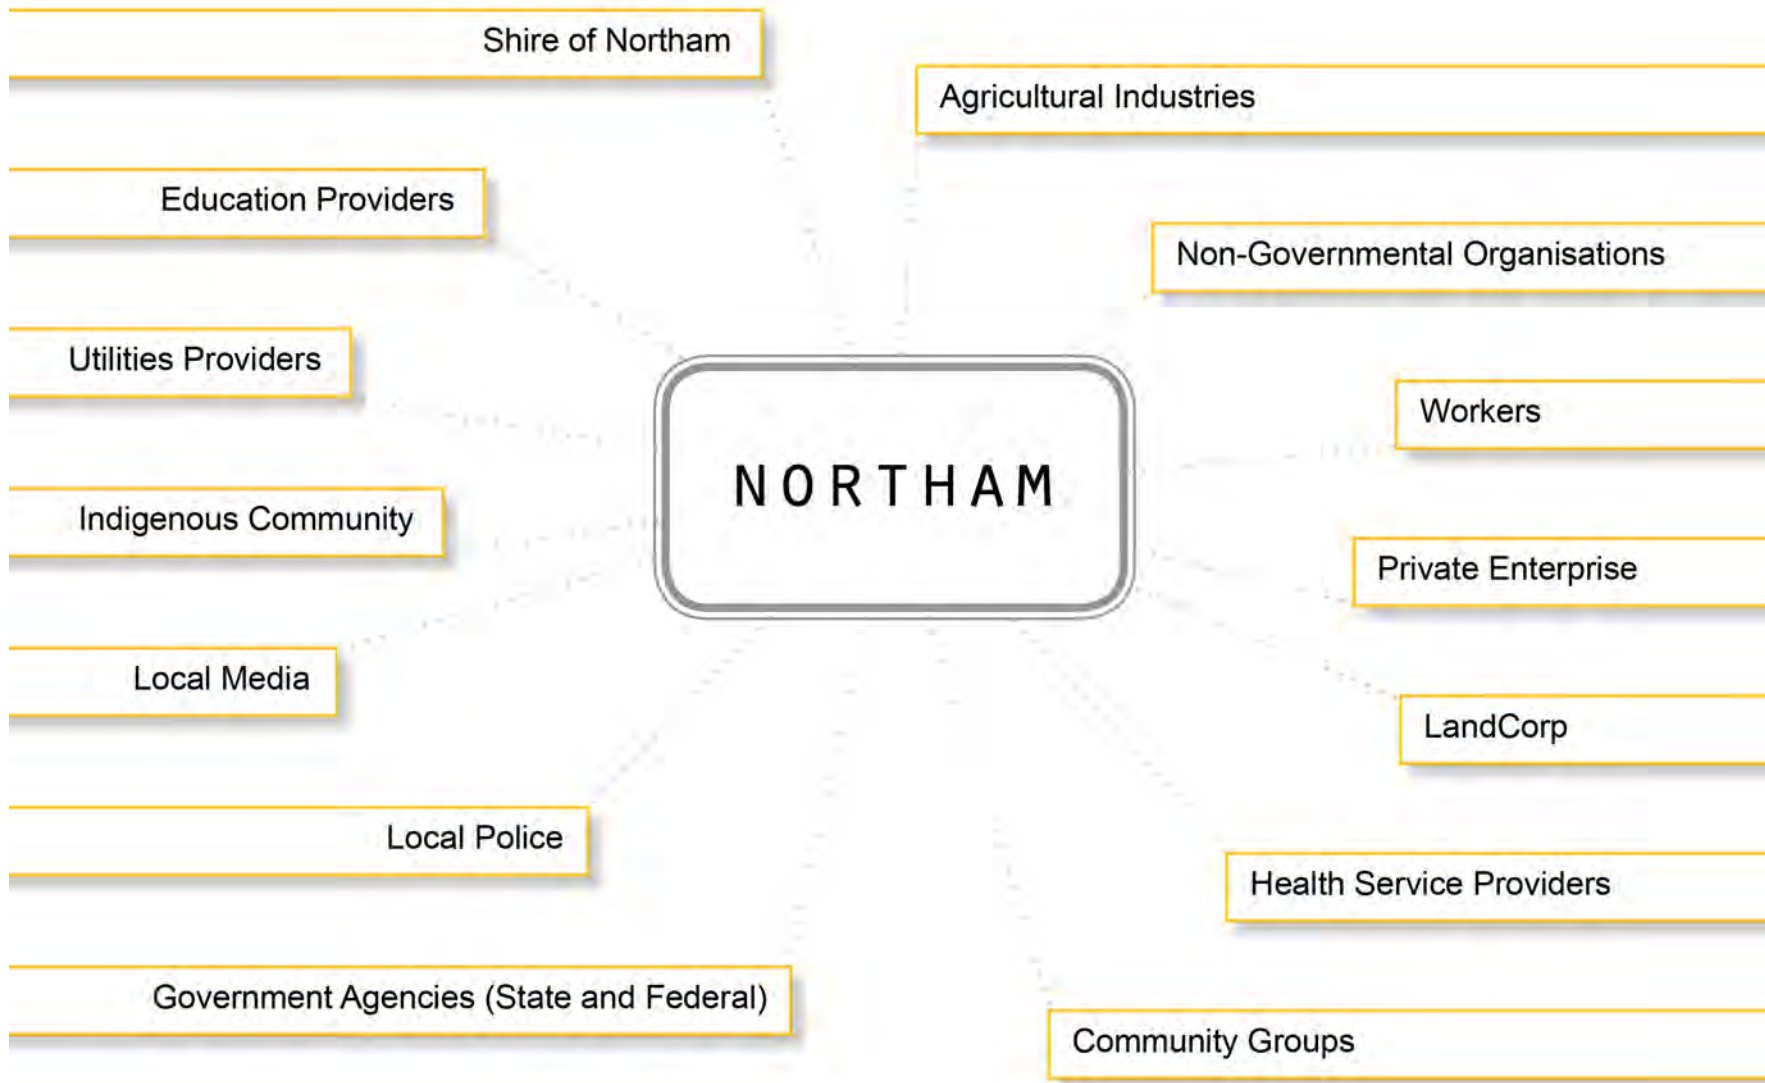 Shire of Northam
Agricultural Industries
Education Providers
Non-Governmental Organisations
Utilities Providers
Workers
NORTHAM
Indigenous Community
Private Enterprise
Local Media
LandCorp
Local Police
Health Service Providers
Government Agencies (State and Federal)
Community Groups